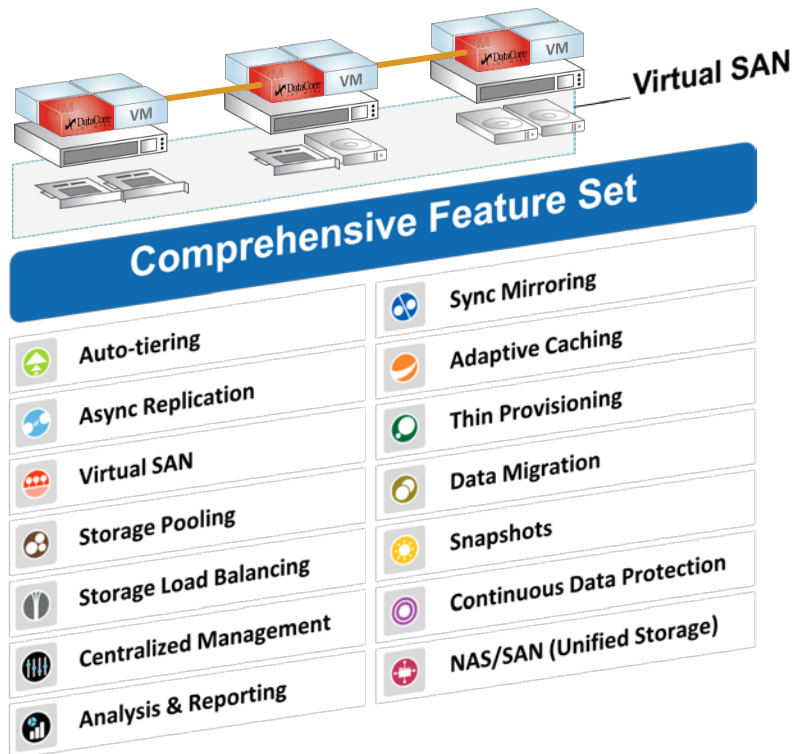 DataCore
VM
DataCore
VM
DataCore
VM
Virtual SAN
Comprehensive Feature Set
Auto-tiering
Async Replication
Virtual SAN
Storage Pooling
Storage Load Balancing
Centralized Management
Analysis & Reporting
Sync Mirroring
Adaptive Caching
Thin Provisioning
Data Migration
Snapshots
Continuous Data Protection
NAS/SAN (Unified Storage)